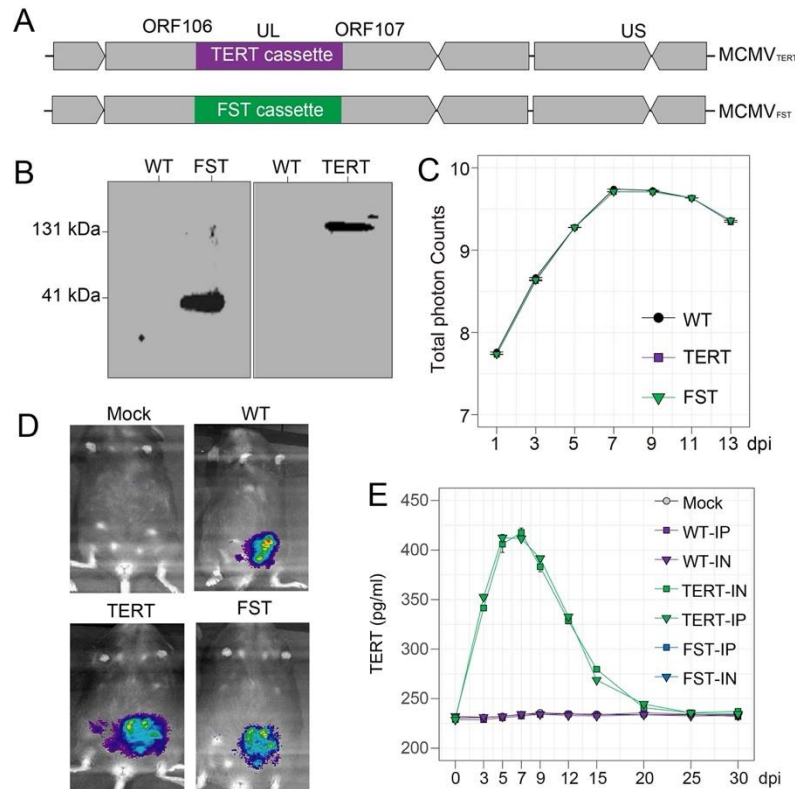 A
ORF106 UL ORF107 US
TERT cassette MCMVTERT
FST cassette MCMVFST
B
WT FST WT TERT
131 kDa
41 kDa
C
Total photon Counts
10
9
8
7
WT
TERT
FST
1 3 5 7 9 11 13 dpi
D
Mock WT
TERT FST
E
TERT (pg/ml)
450
400
350
300
250
200
Mock
WT-IP
WT-IN
TERT-IN
TERT-IP
FST-IP
FST-IN
0 3 5 7 9 12 15 20 25 30 dpi